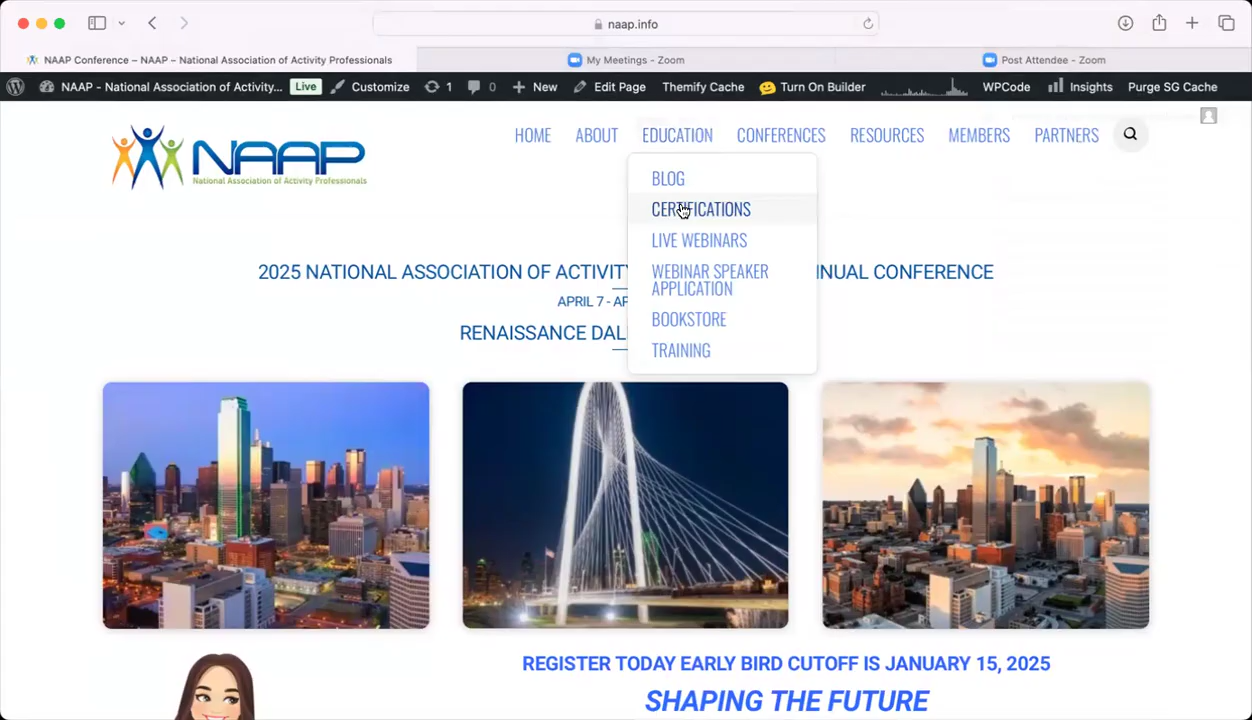 naap.info
NAAP Conference – NAAP – National Association of Activity Professionals
My Meetings - Zoom
Post Attendee - Zoom
NAAP - National Association of Activity... Live Customize 1 0 New Edit Page Themify Cache Turn On Builder WPCode Insights Purge SG Cache
NAAP
National Association of Activity Professionals
HOME ABOUT EDUCATION CONFERENCES RESOURCES MEMBERS PARTNERS
BLOG
CERTIFICATIONS
LIVE WEBINARS
WEBINAR SPEAKER
APPLICATION
BOOKSTORE
TRAINING
2025 NATIONAL ASSOCIATION OF ACTIVITY NUAL CONFERENCE
APRIL 7 - AP
RENAISSANCE DAL
REGISTER TODAY EARLY BIRD CUTOFF IS JANUARY 15, 2025
SHAPING THE FUTURE